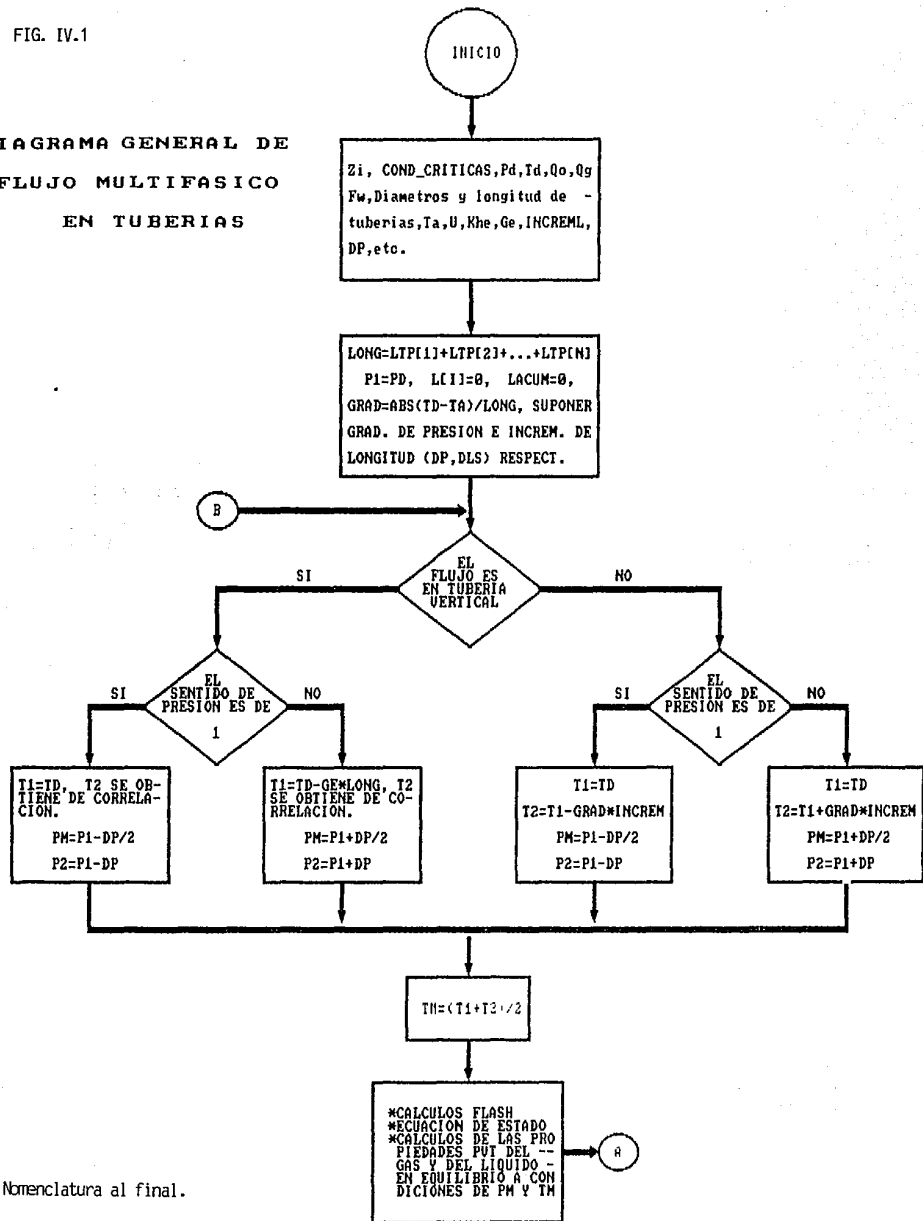 FIG. IV.1
INICIO
IAGRAMA GENERAL DE
FLUJO MULTIFASICO
EN TUBERIAS
Zi, COND_CRITICAS,Pd,Td,Qo,Qg
Fw,Diametros y longitud de -
tuberias,Ta,U,Khe,Ge,INCREML,
DP,etc.
LONG=LTP[1]+LTP[2]+...+LTP[N]
P1=PD, L[I]=0, LACUM=0,
GRAD=ABS(TD-TA)/LONG, SUPONER
GRAD. DE PRESION E INCREM. DE
LONGITUD (DP,DLS) RESPECT.
B
EL
FLUJO ES
EN TUBERIA
VERTICAL
SI
NO
EL
SENTIDO DE
PRESION ES DE
1
SI
NO
EL
SENTIDO DE
PRESION ES DE
1
SI
NO
T1=TD, T2 SE OB-
TIENE DE CORRELA-
CION.
PM=P1-DP/2
P2=P1-DP
T1=TD-GE*LONG, T2
SE OBTIENE DE CO-
RRELACION.
PM=P1+DP/2
P2=P1+DP
T1=TD
T2=T1-GRAD*INCREM
PM=P1-DP/2
P2=P1-DP
T1=TD
T2=T1+GRAD*INCREM
PM=P1+DP/2
P2=P1+DP
TM=(T1+T2)/2
*CALCULOS FLASH
*ECUACION DE ESTADO
*CALCULOS DE LAS PRO
PIEDADES PVT DEL --
GAS Y DEL LIQUIDO -
EN EQUILIBRIO A CON
DICIONES DE PM Y TM
A
Nomenclatura al final.